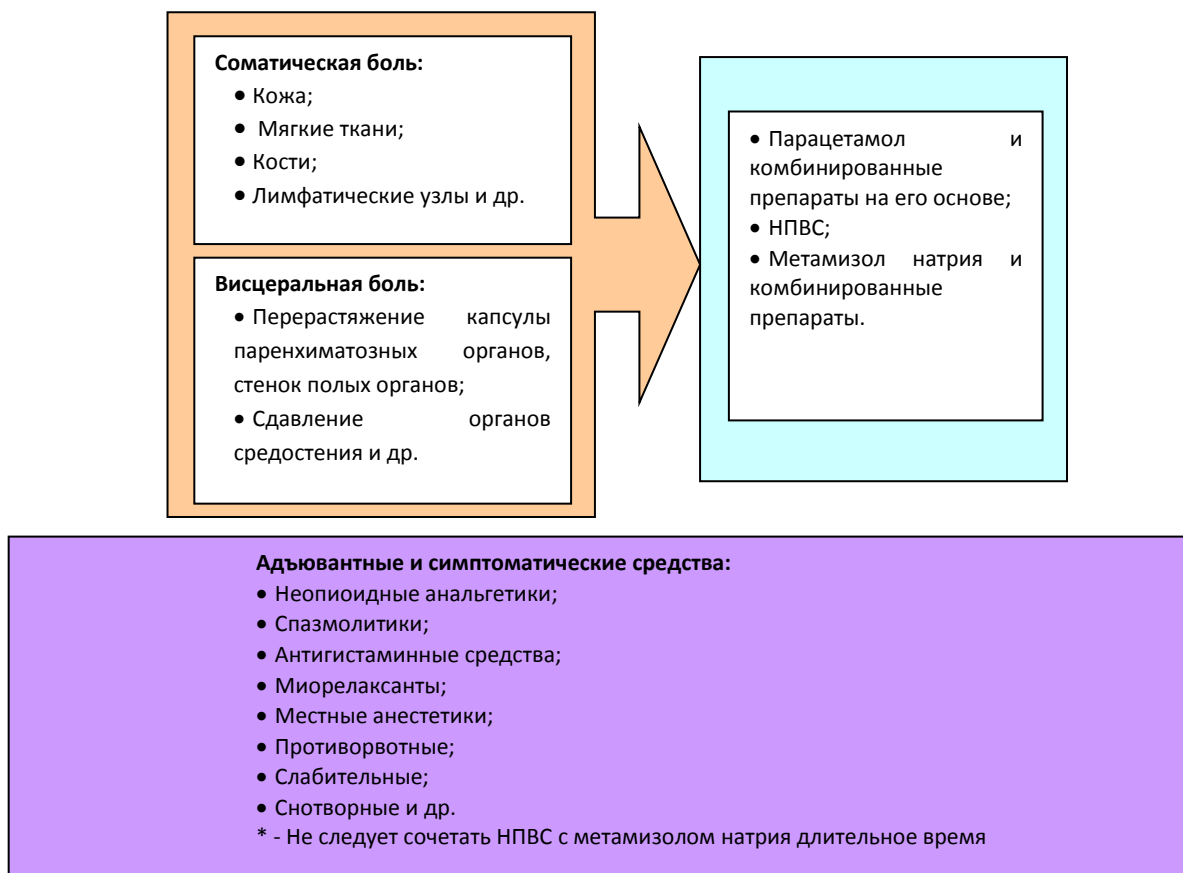 Соматическая боль:
• Кожа;
• Мягкие ткани;
• Кости;
• Лимфатические узлы и др.
Висцеральная боль:
• Перерастяжение капсулы
паренхиматозных органов,
стенок полых органов;
• Сдавление органов
средостения и др.
• Парацетамол и
комбинированные
препараты на его основе;
• НПВС;
• Метамизол натрия и
комбинированные
препараты.
Адъювантные и симптоматические средства:
• Неопиоидные анальгетики;
• Спазмолитики;
• Антигистаминные средства;
• Миорелаксанты;
• Местные анестетики;
• Противорвотные;
• Слабительные;
• Снотворные и др.
* - Не следует сочетать НПВС с метамизолом натрия длительное время